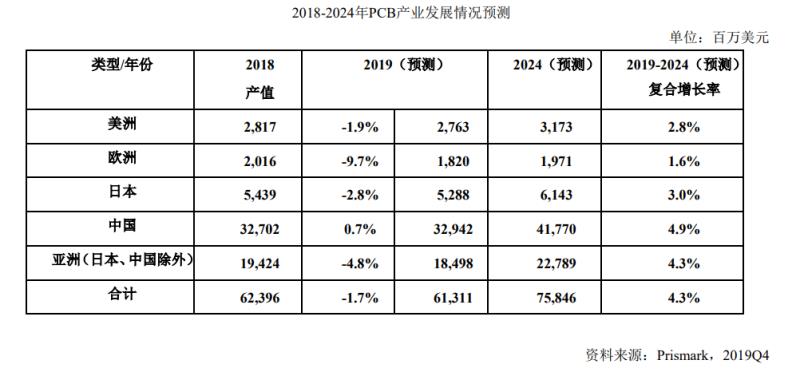 2018-2024年PCB产业发展情况预测
单位：百万美元
类型/年份 2018 产值 2019（预测） 2024（预测） 2019-2024（预测） 复合增长率
美洲 2,817 -1.9% 2,763 3,173 2.8%
欧洲 2,016 -9.7% 1,820 1,971 1.6%
日本 5,439 -2.8% 5,288 6,143 3.0%
中国 32,702 0.7% 32,942 41,770 4.9%
亚洲（日本、中国除外） 19,424 -4.8% 18,498 22,789 4.3%
合计 62,396 -1.7% 61,311 75,846 4.3%
资料来源：Prismark，2019Q4